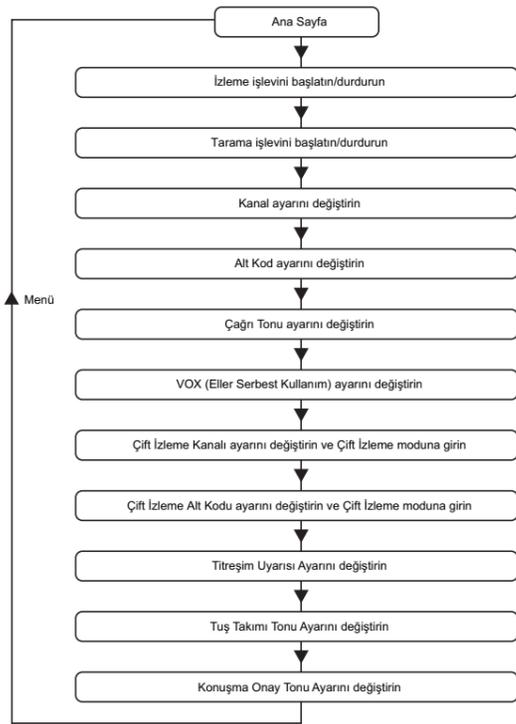 Ana Sayfa
İzleme işlevini başlatın/durdurun
Tarama işlevini başlatın/durdurun
Kanal ayarını değiştirin
Alt Kod ayarını değiştirin
Menü
Çağrı Tonu ayarını değiştirin
VOX (Eller Serbest Kullanım) ayarını değiştirin
Çift İzleme Kanalı ayarını değiştirin ve Çift İzleme moduna girin
Çift İzleme Alt Kodu ayarını değiştirin ve Çift İzleme moduna girin
Titreşim Uyarısı Ayarını değiştirin
Tuş Takımı Tonu Ayarını değiştirin
Konuşma Onay Tonu Ayarını değiştirin